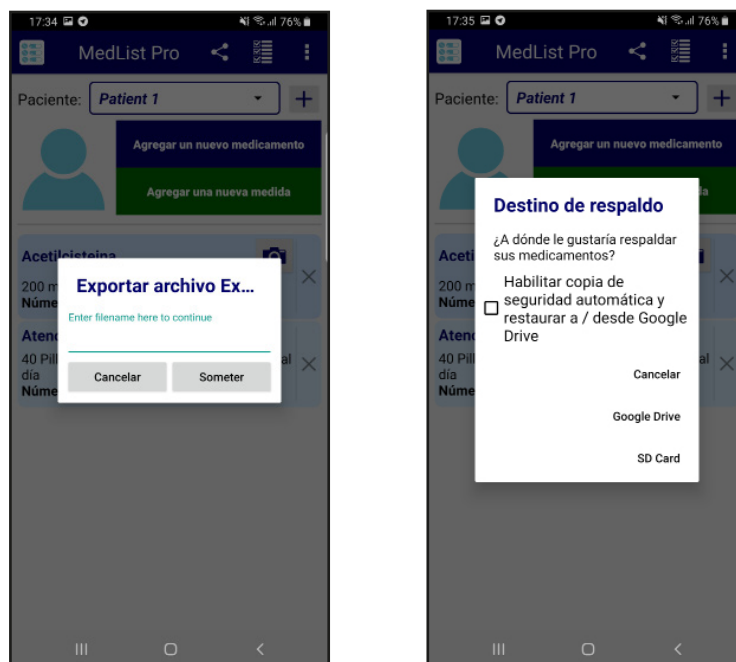 17:34 76%
MedList Pro
Paciente: Patient 1
Agregar un nuevo medicamento
Agregar una nueva medida
Acetilcisteina
200 m
Núme
Exportar archivo Ex...
Enter filename here to continue
Cancelar Someter
Aten
40 Pill al
día
Núme
17:35 76%
MedList Pro
Paciente: Patient 1
Agregar un nuevo medicamento
la
Destino de respaldo
¿A dónde le gustaría respaldar
sus medicamentos?
Habilitar copia de
seguridad automática y
restaurar a / desde Google
Drive
Cancelar
Google Drive
SD Card
Aceti
200 m
Núme
Aten
40 Pill al
día
Núme